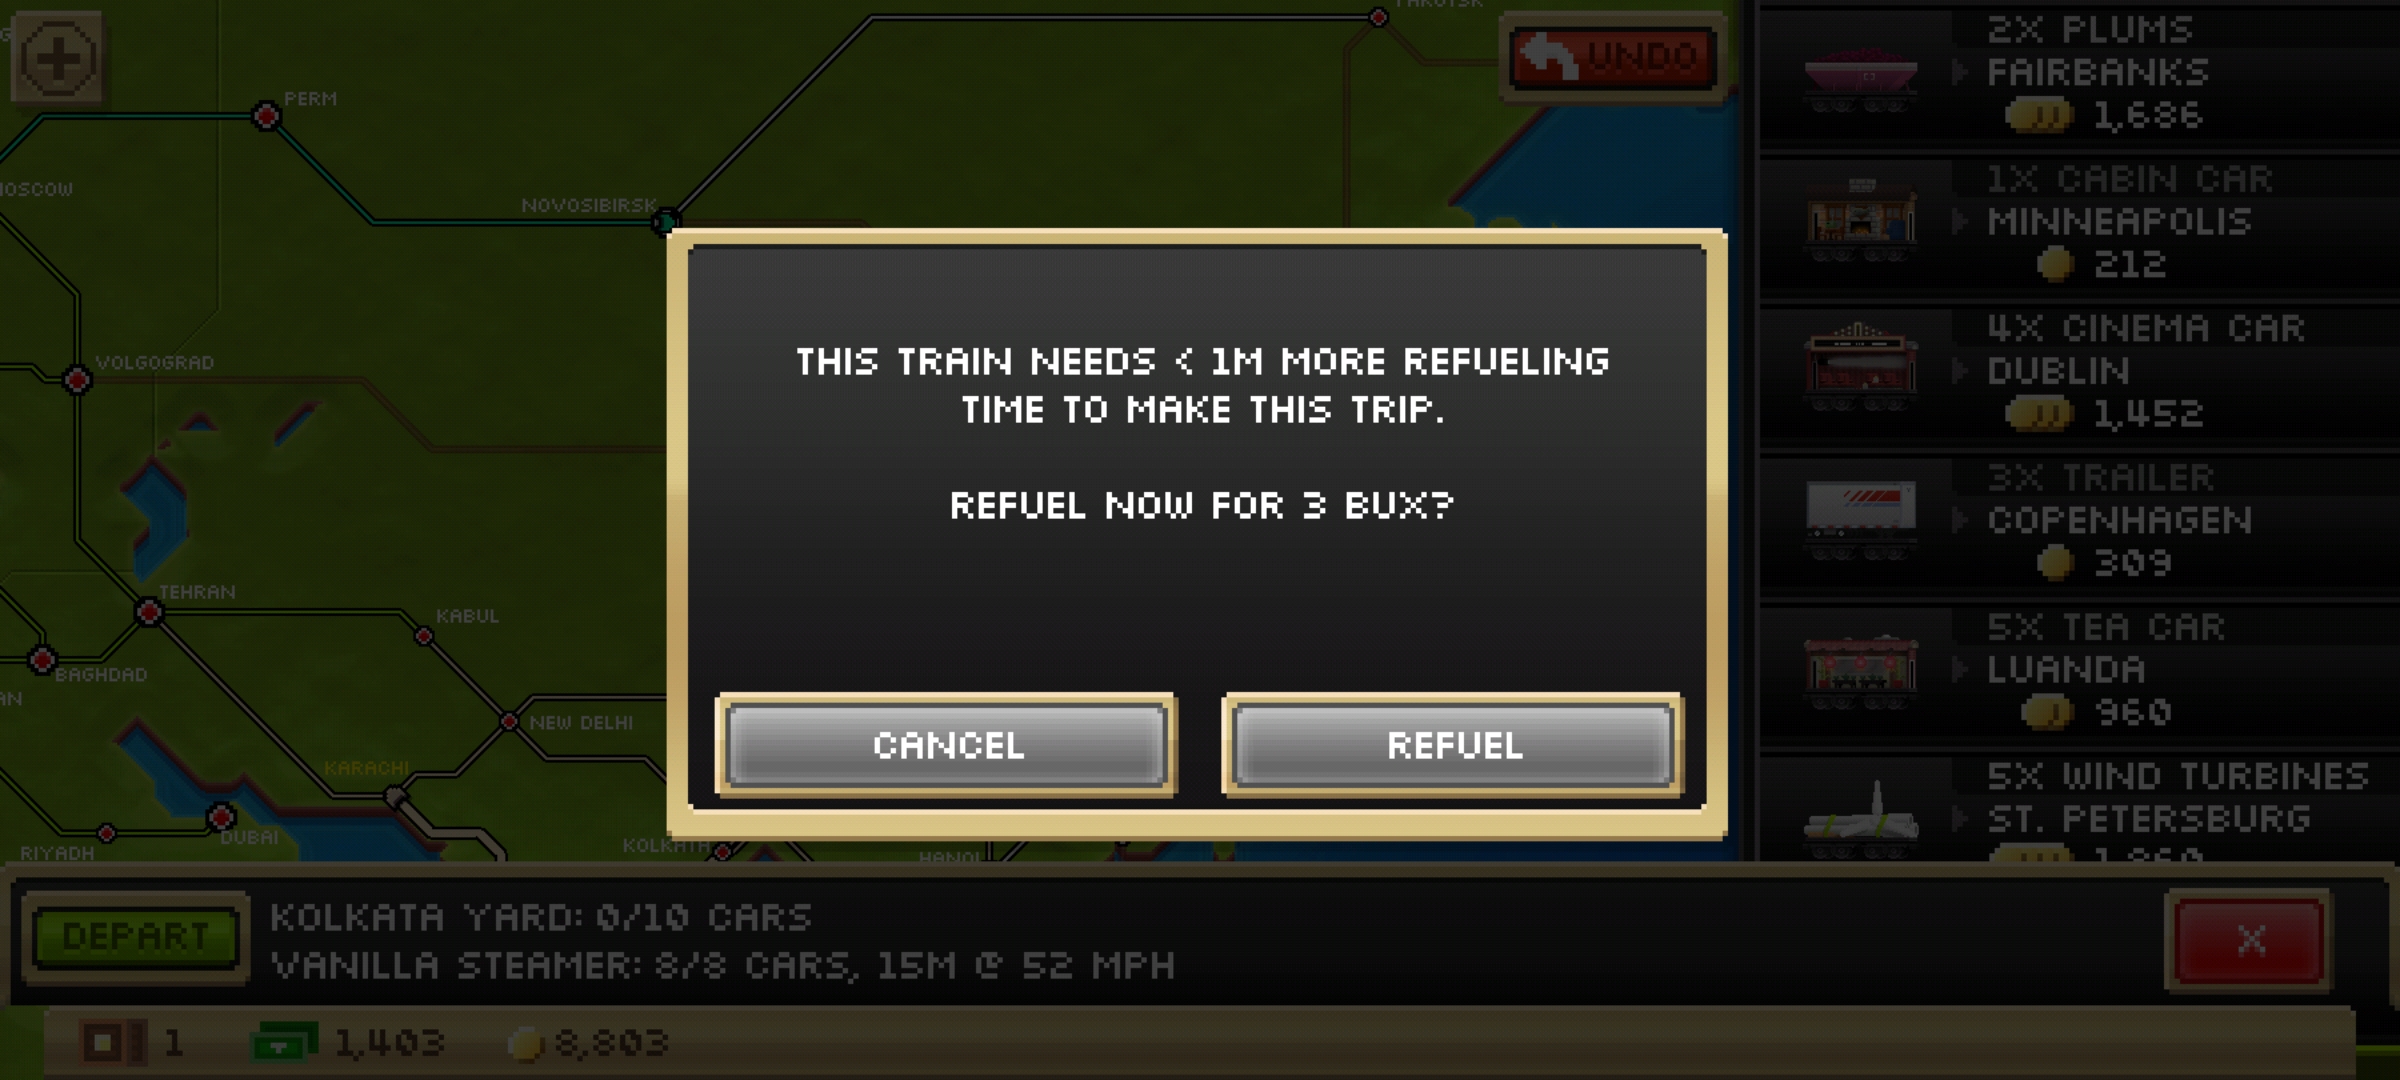 PERM
MOSCOW
NOVOSIBIRSK
VOLGOGRAD
TEHRAN
KABUL
BAGHDAD
NEW DELHI
KARACHI
DUBAI
RIYADH
KOLKATA
HANOI
UNDO
THIS TRAIN NEEDS < 1M MORE REFUELING
TIME TO MAKE THIS TRIP.
REFUEL NOW FOR 3 BUX?
CANCEL
REFUEL
2X PLUMS
FAIRBANKS
1,686
1X CABIN CAR
MINNEAPOLIS
212
4X CINEMA CAR
DUBLIN
1,452
3X TRAILER
COPENHAGEN
309
5X TEA CAR
LUANDA
960
5X WIND TURBINES
ST. PETERSBURG
DEPART
KOLKATA YARD: 0/10 CARS
VANILLA STEAMER: 8/8 CARS, 15M @ 52 MPH
X
1
1,403
8,803